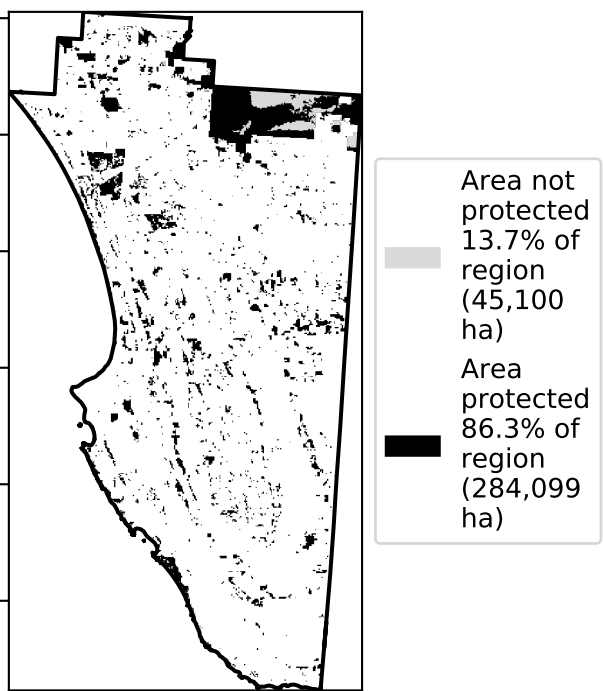 Area not
protected
13.7% of
region
(45,100
ha)
Area
protected
86.3% of
region
(284,099
ha)